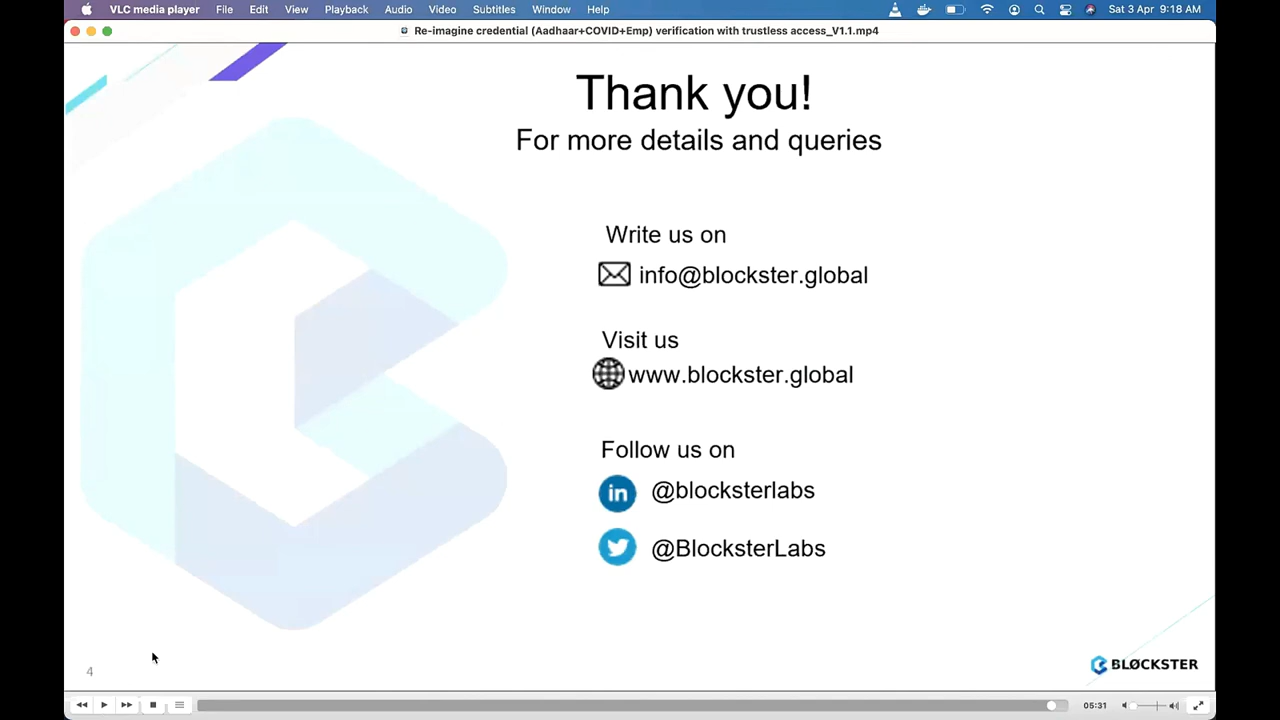 VLC media player File Edit View Playback Audio Video Subtitles Window Help Sat 3 Apr 9:18 AM
Re-imagine credential (Aadhaar+COVID+Emp) verification with trustless access_V1.1.mp4
Thank you!
For more details and queries
Write us on
info@blockster.global
Visit us
www.blockster.global
Follow us on
in @blocksterlabs
@BlocksterLabs
4
BLØCKSTER
05:31